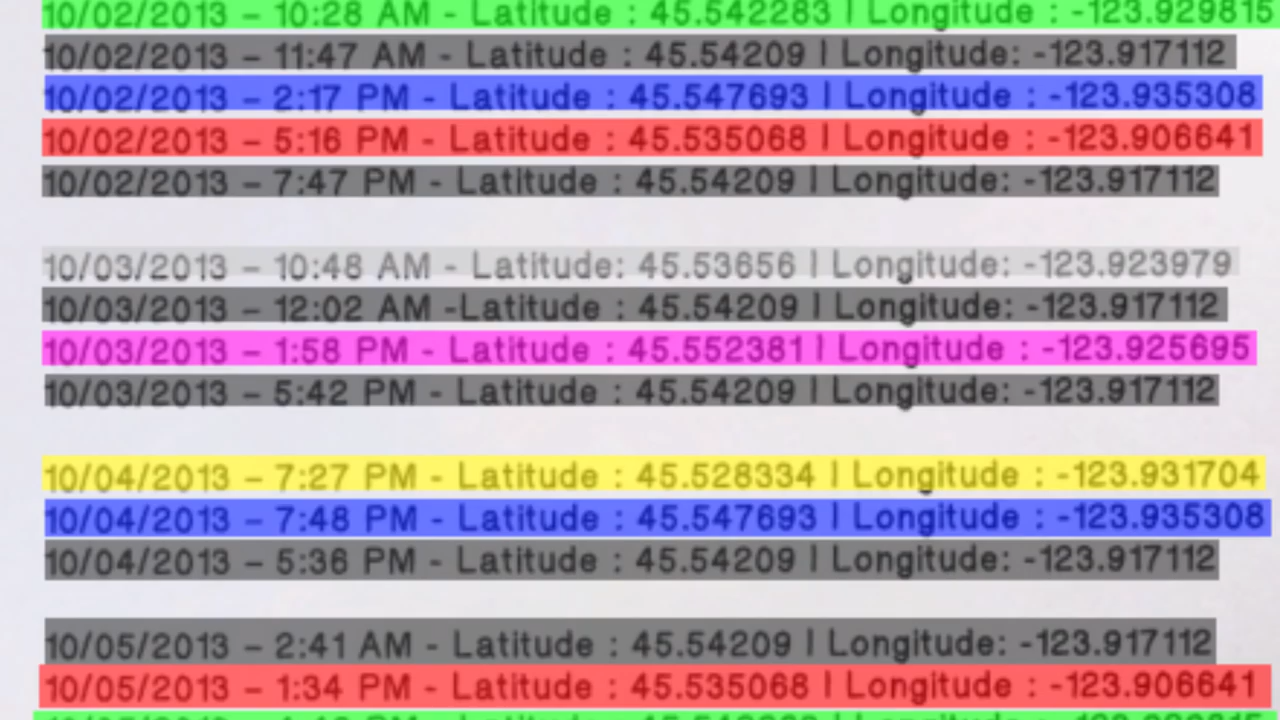 10/02/2013 – 10:28 AM - Latitude : 45.542283 | Longitude : -123.929815
10/02/2013 – 11:47 AM - Latitude : 45.54209 | Longitude: -123.917112
10/02/2013 – 2:17 PM - Latitude : 45.547693 | Longitude : -123.935308
10/02/2013 – 5:16 PM - Latitude : 45.535068 | Longitude : -123.906641
10/02/2013 – 7:47 PM - Latitude : 45.54209 | Longitude: -123.917112
10/03/2013 – 10:48 AM - Latitude: 45.53656 | Longitude: -123.923979
10/03/2013 – 12:02 AM -Latitude : 45.54209 | Longitude: -123.917112
10/03/2013 – 1:58 PM - Latitude : 45.552381 | Longitude : -123.925695
10/03/2013 – 5:42 PM - Latitude : 45.54209 | Longitude: -123.917112
10/04/2013 – 7:27 PM - Latitude : 45.528334 | Longitude : -123.931704
10/04/2013 – 7:48 PM - Latitude : 45.547693 | Longitude : -123.935308
10/04/2013 – 5:36 PM - Latitude : 45.54209 | Longitude: -123.917112
10/05/2013 – 2:41 AM - Latitude : 45.54209 | Longitude: -123.917112
10/05/2013 – 1:34 PM - Latitude : 45.535068 | Longitude : -123.906641